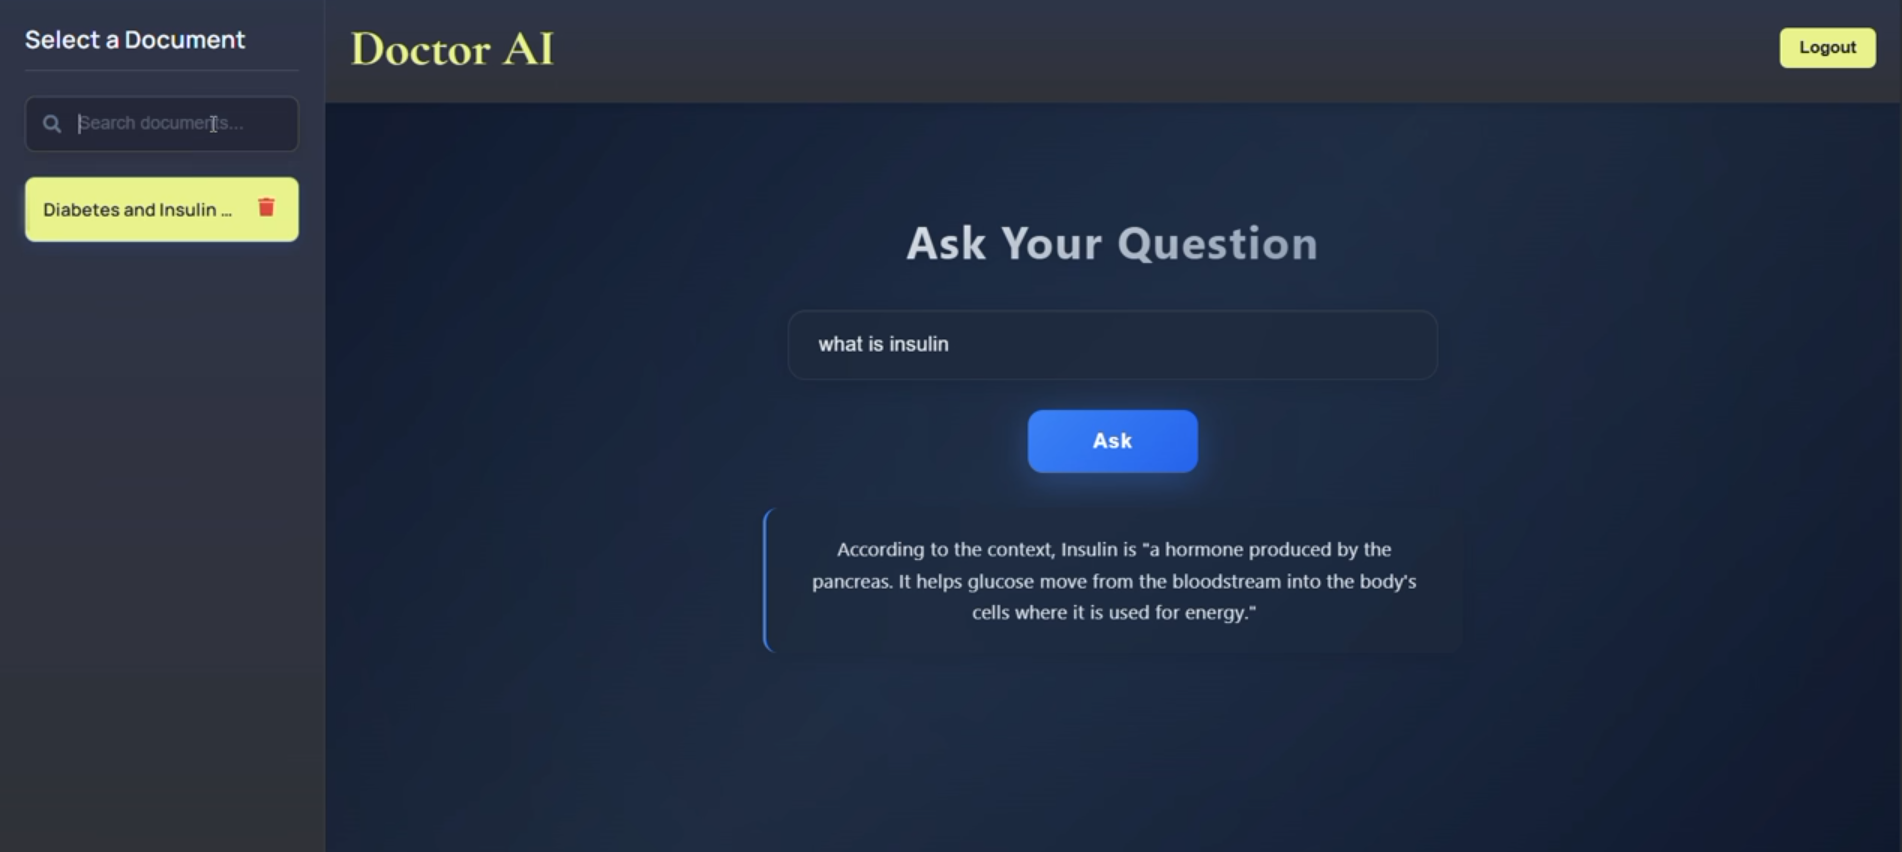 Select a Document
Search documents...
Diabetes and Insulin ...
Doctor AI
Logout
Ask Your Question
what is insulin
Ask
According to the context, Insulin is "a hormone produced by the
pancreas. It helps glucose move from the bloodstream into the body's
cells where it is used for energy."